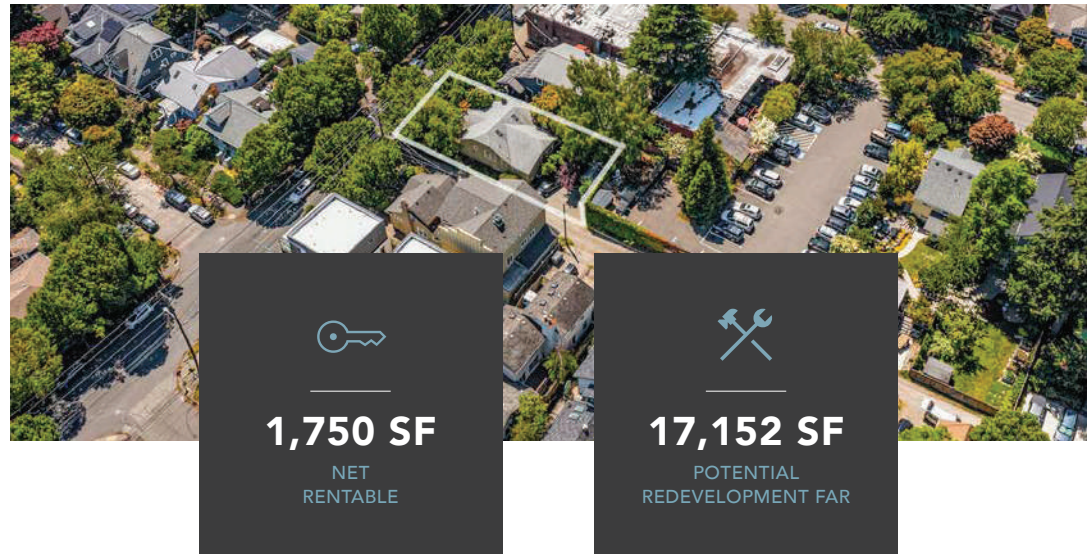 1,750 SF
NET
RENTABLE
17,152 SF
POTENTIAL
REDEVELOPMENT FAR